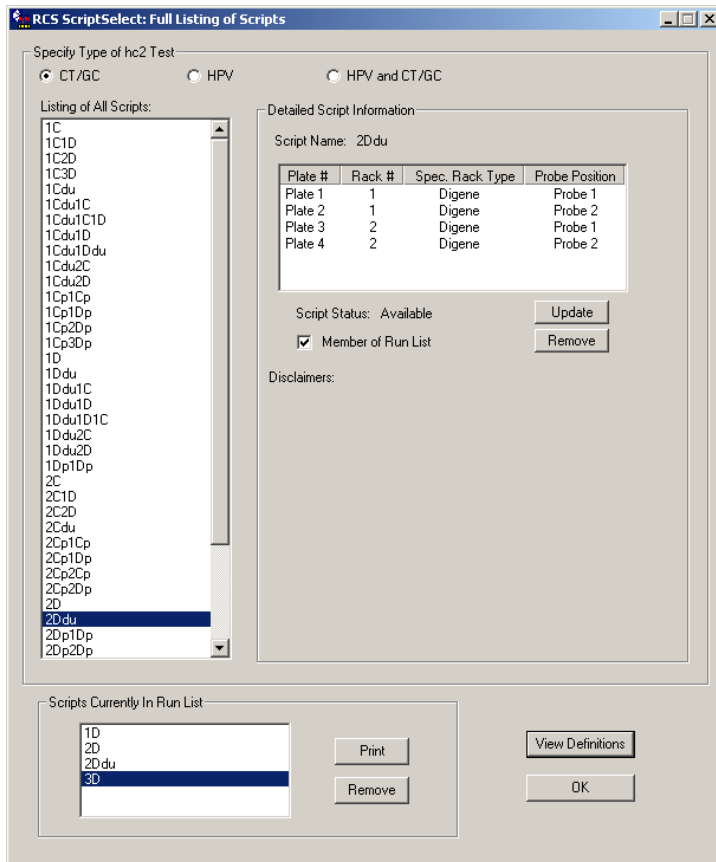 RCS ScriptSelect: Full Listing of Scripts
Specify Type of hc2 Test
CT/GC HPV HPV and CT/GC
Listing of All Scripts:
1C
1C1D
1C2D
1C3D
1Cdu
1Cdu1C
1Cdu1C1D
1Cdu1D
1Cdu1Ddu
1Cdu2C
1Cdu2D
1Cp1Cp
1Cp1Dp
1Cp2Dp
1Cp3Dp
1D
1Ddu
1Ddu1C
1Ddu1D
1Ddu1D1C
1Ddu2C
1Ddu2D
1Dp1Dp
2C
2C1D
2C2D
2Cdu
2Cp1Cp
2Cp1Dp
2Cp2Cp
2Cp2Dp
2D
2Ddu
2Dp1Dp
2Dp2Dp
Detailed Script Information
Script Name: 2Ddu
Plate # Rack # Spec. Rack Type Probe Position
Plate 1 1 Digene Probe 1
Plate 2 1 Digene Probe 2
Plate 3 2 Digene Probe 1
Plate 4 2 Digene Probe 2
Script Status: Available Update
Member of Run List Remove
Disclaimers:
Scripts Currently In Run List
1D
2D
2Ddu
3D
Print
Remove
View Definitions
OK